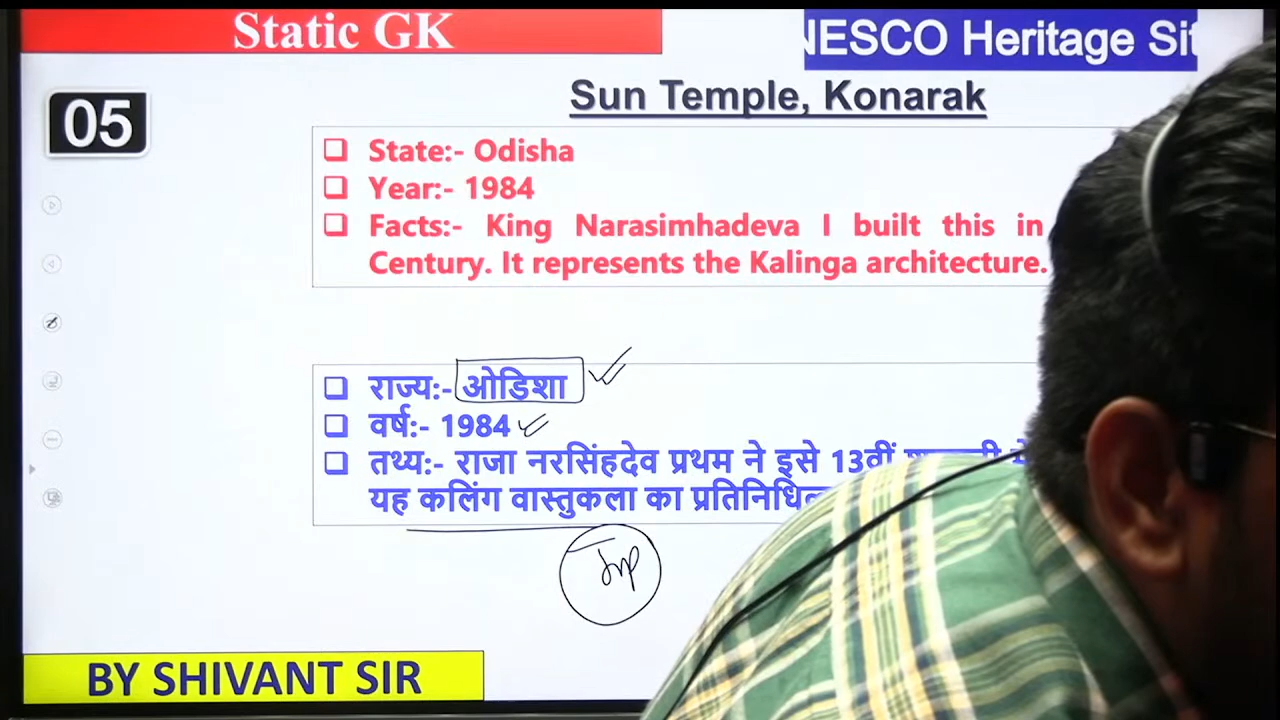 Static GK
NESCO Heritage Sit
05
Sun Temple, Konarak
State:- Odisha
Year:- 1984
Facts:- King Narasimhadeva I built this in
Century. It represents the Kalinga architecture.
राज्य:- ओडिशा
वर्ष:- 1984
तथ्य:- राजा नरसिंहदेव प्रथम ने इसे 13वीं
यह कलिंग वास्तुकला का
Imp
BY SHIVANT SIR